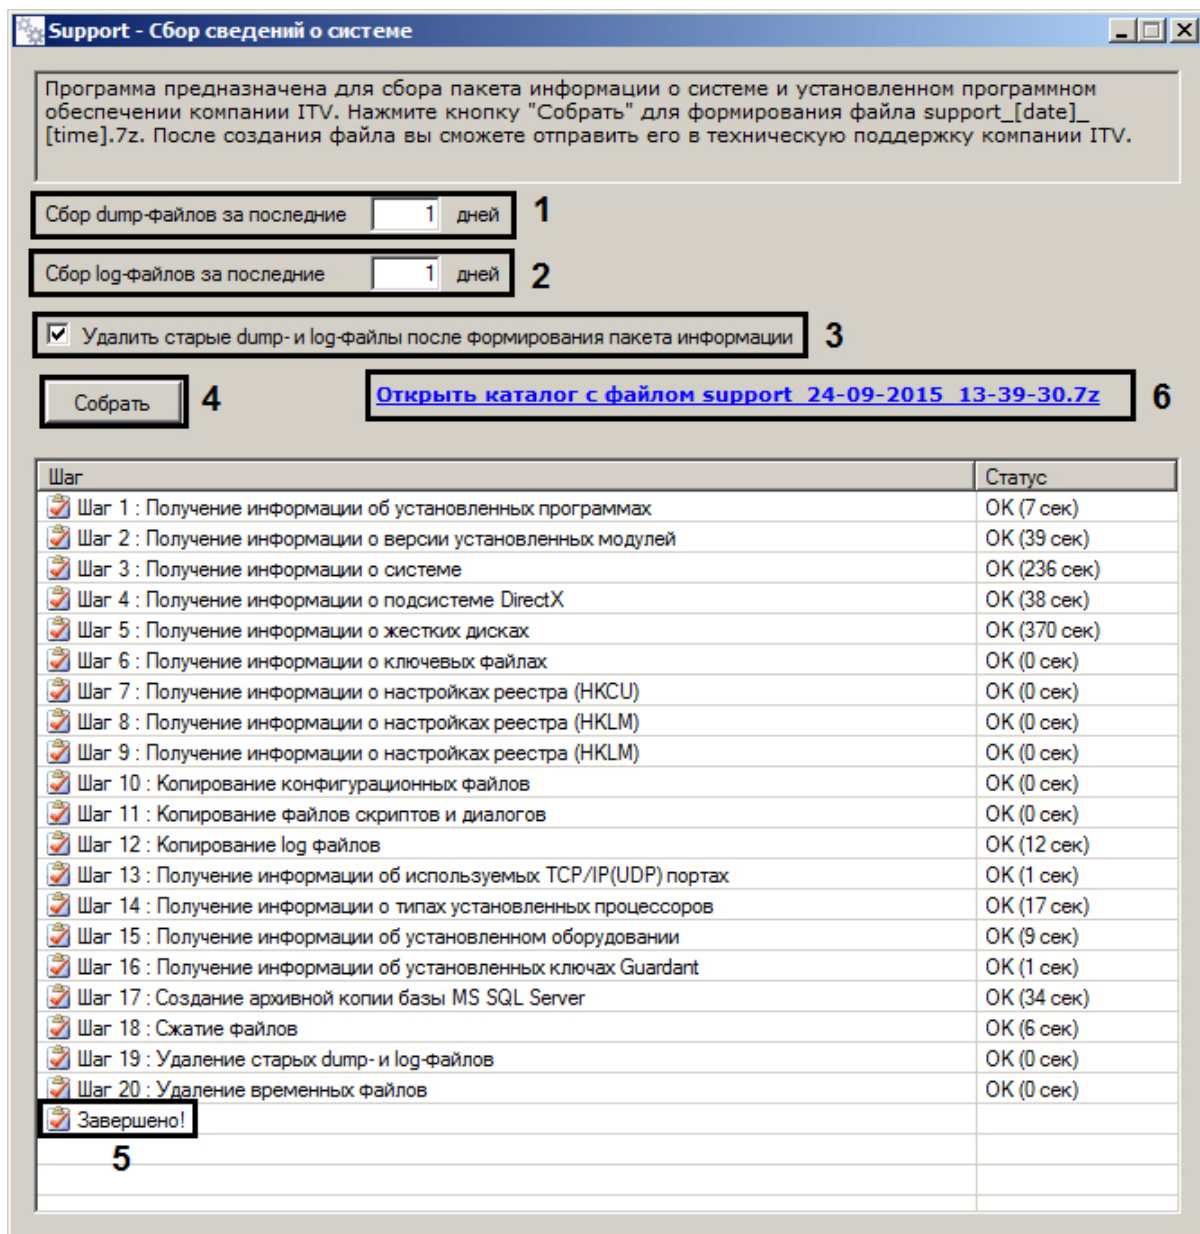 Support - Сбор сведений о системе
Программа предназначена для сбора пакета информации о системе и установленном программном
обеспечении компании ITV. Нажмите кнопку "Собрать" для формирования файла support_[date]_
[time].7z. После создания файла вы сможете отправить его в техническую поддержку компании ITV.
Сбор dump-файлов за последние 1 дней 1
Сбор log-файлов за последние 1 дней 2
Удалить старые dump- и log-файлы после формирования пакета информации 3
Собрать 4 Открыть каталог с файлом support_24-09-2015_13-39-30.7z 6
Шаг Статус
Шаг 1 : Получение информации об установленных программах OK (7 сек)
Шаг 2 : Получение информации о версии установленных модулей OK (39 сек)
Шаг 3 : Получение информации о системе OK (236 сек)
Шаг 4 : Получение информации о подсистеме DirectX OK (38 сек)
Шаг 5 : Получение информации о жестких дисках OK (370 сек)
Шаг 6 : Получение информации о ключевых файлах OK (0 сек)
Шаг 7 : Получение информации о настройках реестра (HKCU) OK (0 сек)
Шаг 8 : Получение информации о настройках реестра (HKLM) OK (0 сек)
Шаг 9 : Получение информации о настройках реестра (HKLM) OK (0 сек)
Шаг 10 : Копирование конфигурационных файлов OK (0 сек)
Шаг 11 : Копирование файлов скриптов и диалогов OK (0 сек)
Шаг 12 : Копирование log файлов OK (12 сек)
Шаг 13 : Получение информации об используемых TCP/IP(UDP) портах OK (1 сек)
Шаг 14 : Получение информации о типах установленных процессоров OK (17 сек)
Шаг 15 : Получение информации об установленном оборудовании OK (9 сек)
Шаг 16 : Получение информации об установленных ключах Guardant OK (1 сек)
Шаг 17 : Создание архивной копии базы MS SQL Server OK (34 сек)
Шаг 18 : Сжатие файлов OK (6 сек)
Шаг 19 : Удаление старых dump- и log-файлов OK (0 сек)
Шаг 20 : Удаление временных файлов OK (0 сек)
Завершено!
5